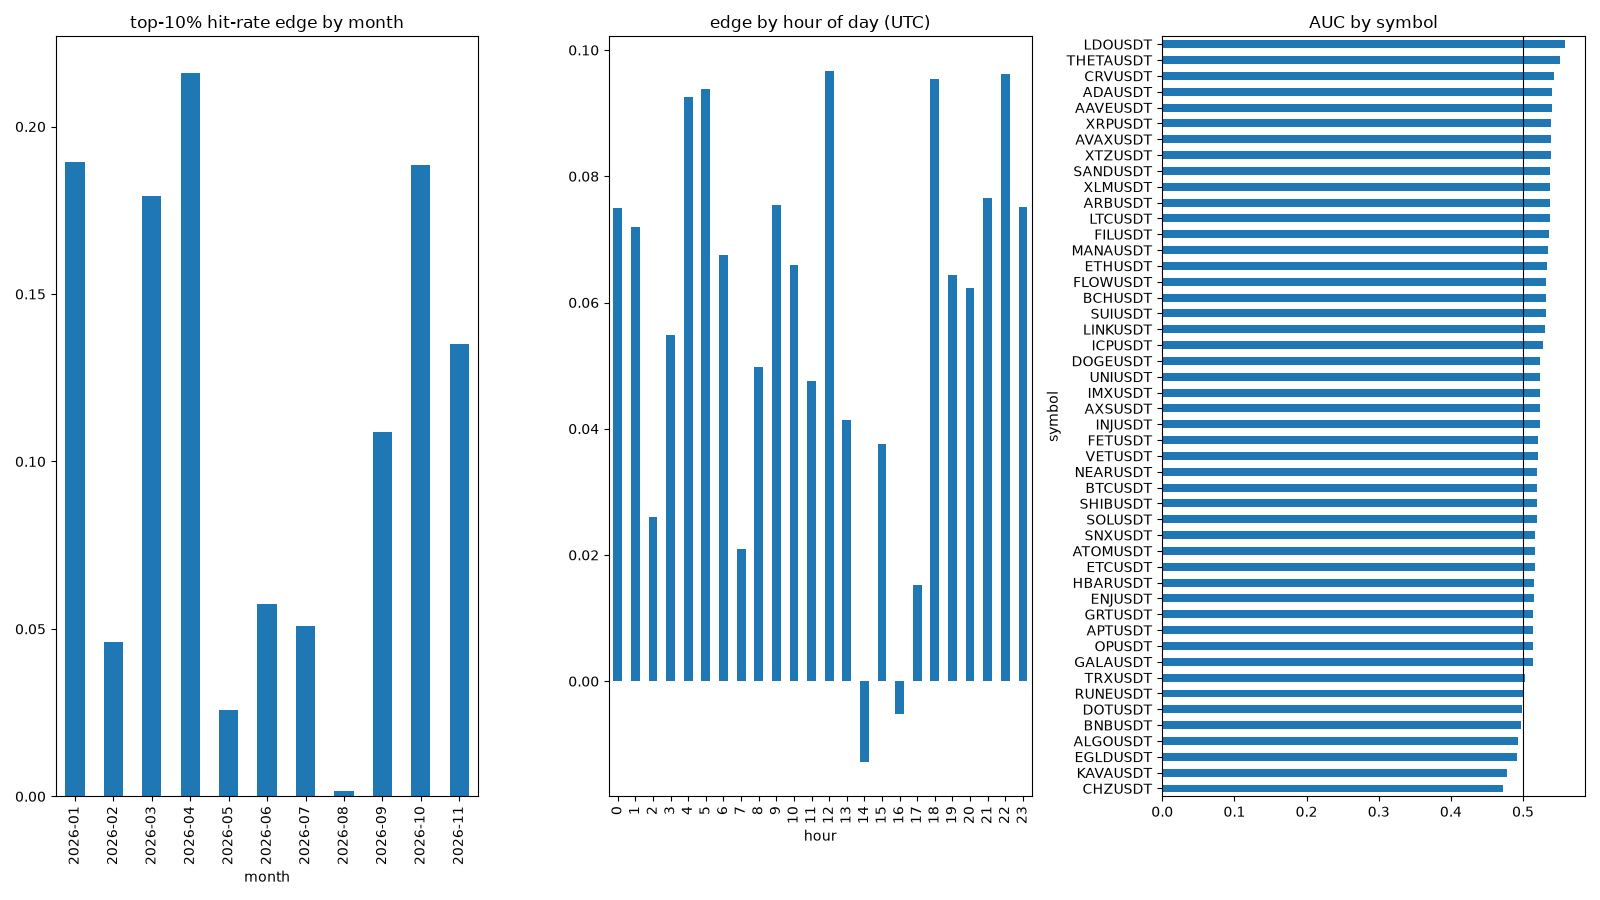 top-10% hit-rate edge by month
0.20
0.15
0.10
0.05
0.00
2026-01
2026-02
2026-03
2026-04
2026-05
2026-06
2026-07
2026-08
2026-09
2026-10
2026-11
month
edge by hour of day (UTC)
0.10
0.08
0.06
0.04
0.02
0.00
0
1
2
3
4
5
6
7
8
9
10
11
12
13
14
15
16
17
18
19
20
21
22
23
hour
AUC by symbol
symbol
LDOUSDT
THETAUSDT
CRVUSDT
ADAUSDT
AAVEUSDT
XRPUSDT
AVAXUSDT
XTZUSDT
SANDUSDT
XLMUSDT
ARBUSDT
LTCUSDT
FILUSDT
MANAUSDT
ETHUSDT
FLOWUSDT
BCHUSDT
SUIUSDT
LINKUSDT
ICPUSDT
DOGEUSDT
UNIUSDT
IMXUSDT
AXSUSDT
INJUSDT
FETUSDT
VETUSDT
NEARUSDT
BTCUSDT
SHIBUSDT
SOLUSDT
SNXUSDT
ATOMUSDT
ETCUSDT
HBARUSDT
ENJUSDT
GRTUSDT
APTUSDT
OPUSDT
GALAUSDT
TRXUSDT
RUNEUSDT
DOTUSDT
BNBUSDT
ALGOUSDT
EGLDUSDT
KAVAUSDT
CHZUSDT
0.0
0.1
0.2
0.3
0.4
0.5